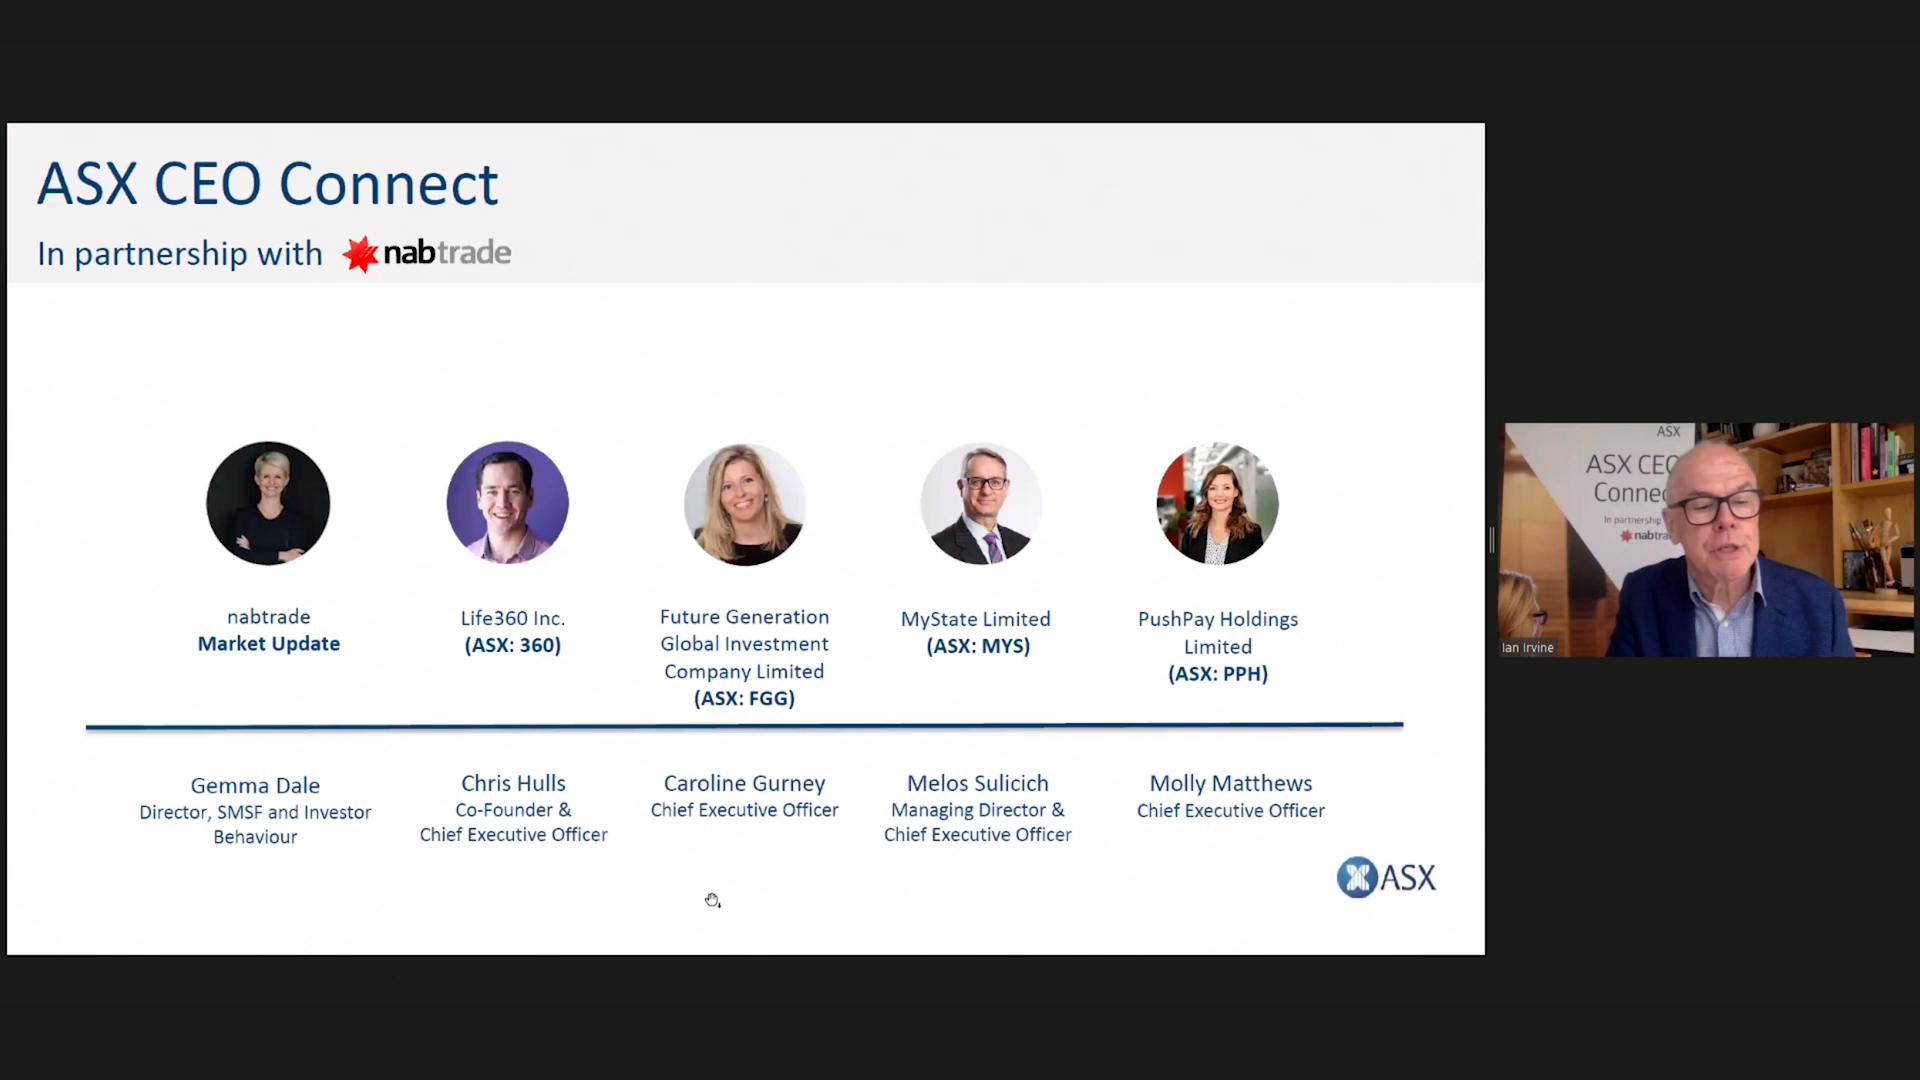 ASX CEO Connect
In partnership with nabtrade
nabtrade
Market Update
Life360 Inc.
(ASX: 360)
Future Generation
Global Investment
Company Limited
(ASX: FGG)
MyState Limited
(ASX: MYS)
PushPay Holdings
Limited
(ASX: PPH)
Gemma Dale
Director, SMSF and Investor
Behaviour
Chris Hulls
Co-Founder &
Chief Executive Officer
Caroline Gurney
Chief Executive Officer
Melos Sulicich
Managing Director &
Chief Executive Officer
Molly Matthews
Chief Executive Officer
ASX
ASX
ASX CEO
Connec
In partnership
nabtra
Ian Irvine